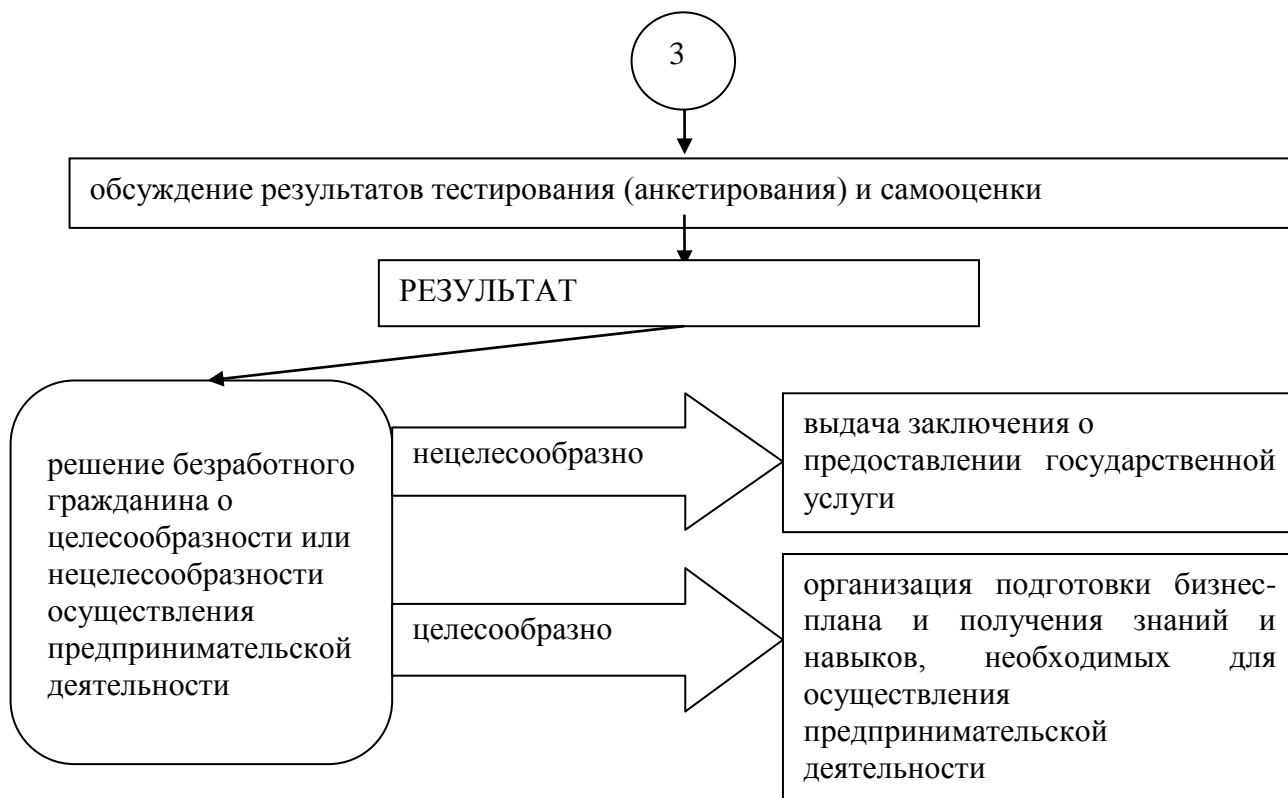 3
обсуждение результатов тестирования (анкетирования) и самооценки
РЕЗУЛЬТАТ
решение безработного
гражданина о
целесообразности или
нецелесообразности
осуществления
предпринимательской
деятельности
нецелесообразно
выдача заключения о
предоставлении государственной
услуги
целесообразно
организация подготовки бизнес-
плана и получения знаний и
навыков, необходимых для
осуществления
предпринимательской
деятельности